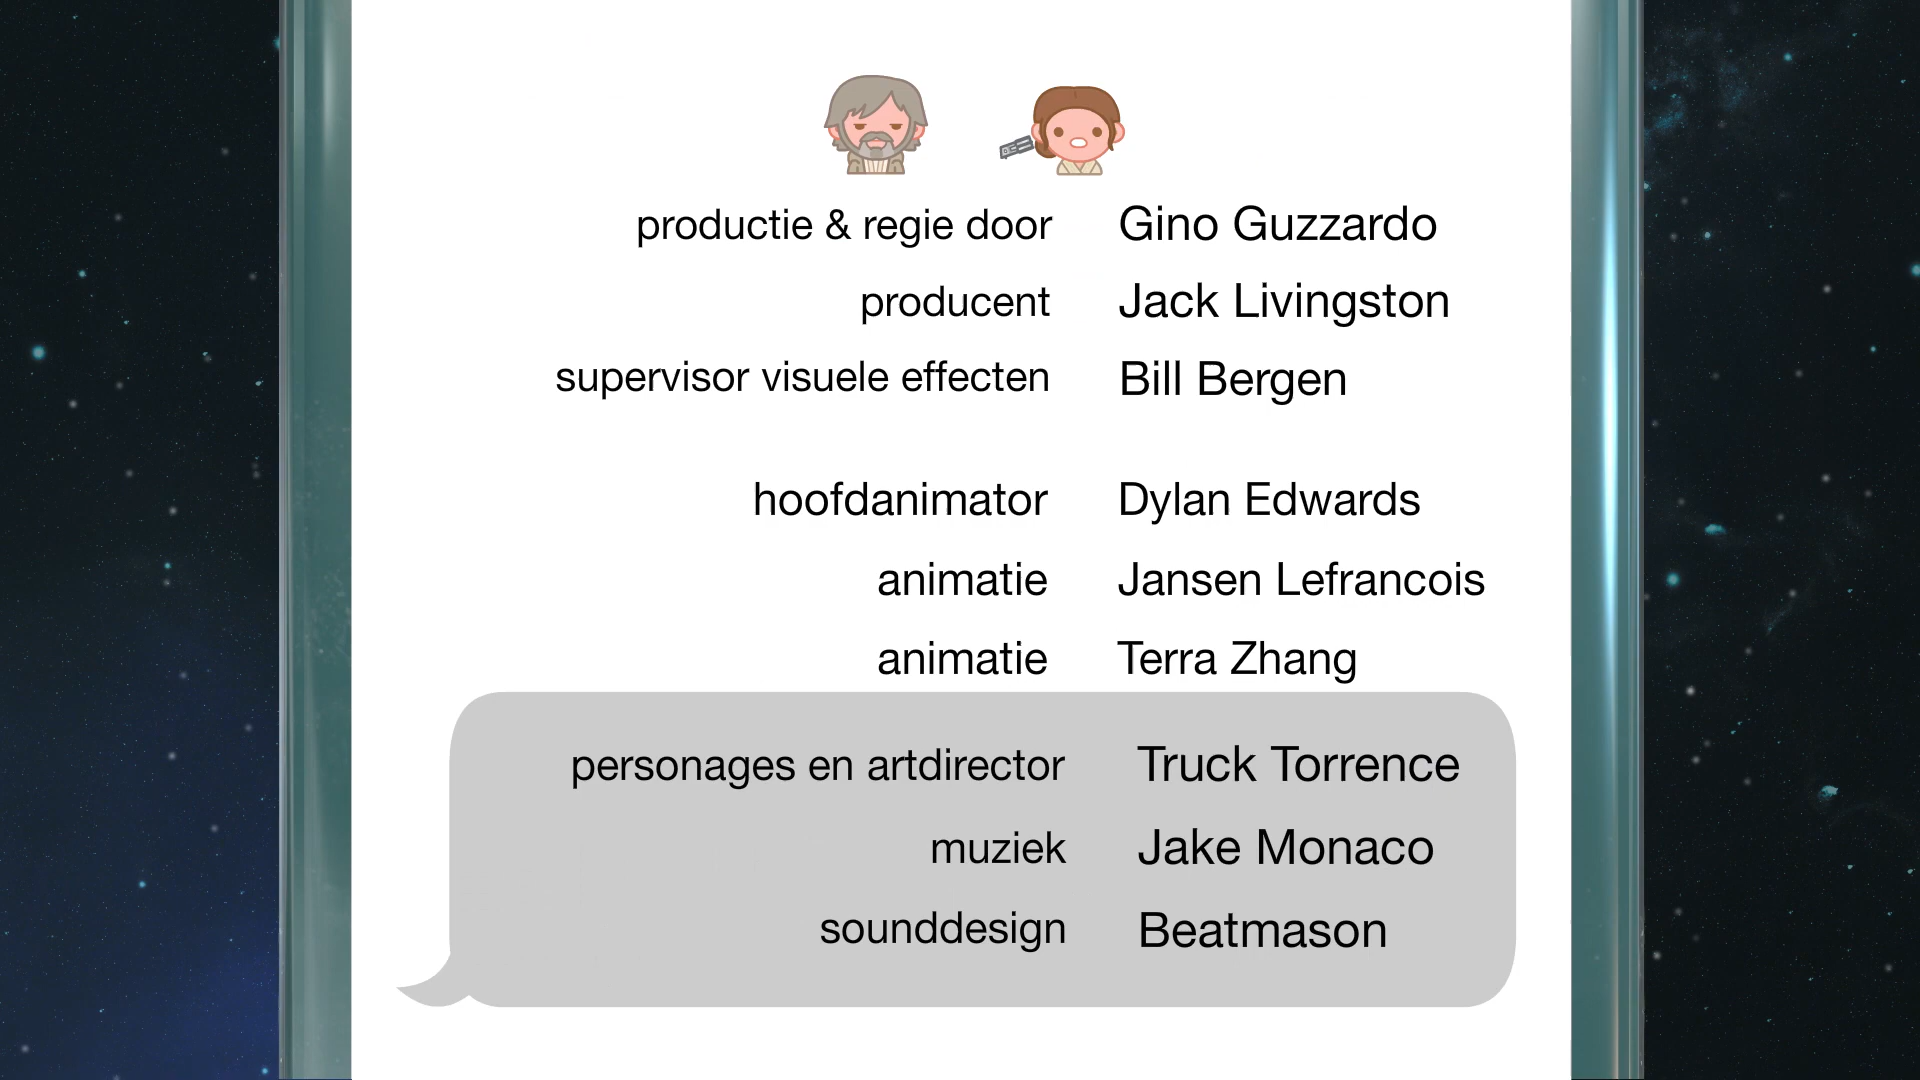 productie & regie door Gino Guzzardo
producent Jack Livingston
supervisor visuele effecten Bill Bergen
hoofdanimator Dylan Edwards
animatie Jansen Lefrancois
animatie Terra Zhang
personages en artdirector Truck Torrence
muziek Jake Monaco
sounddesign Beatmason